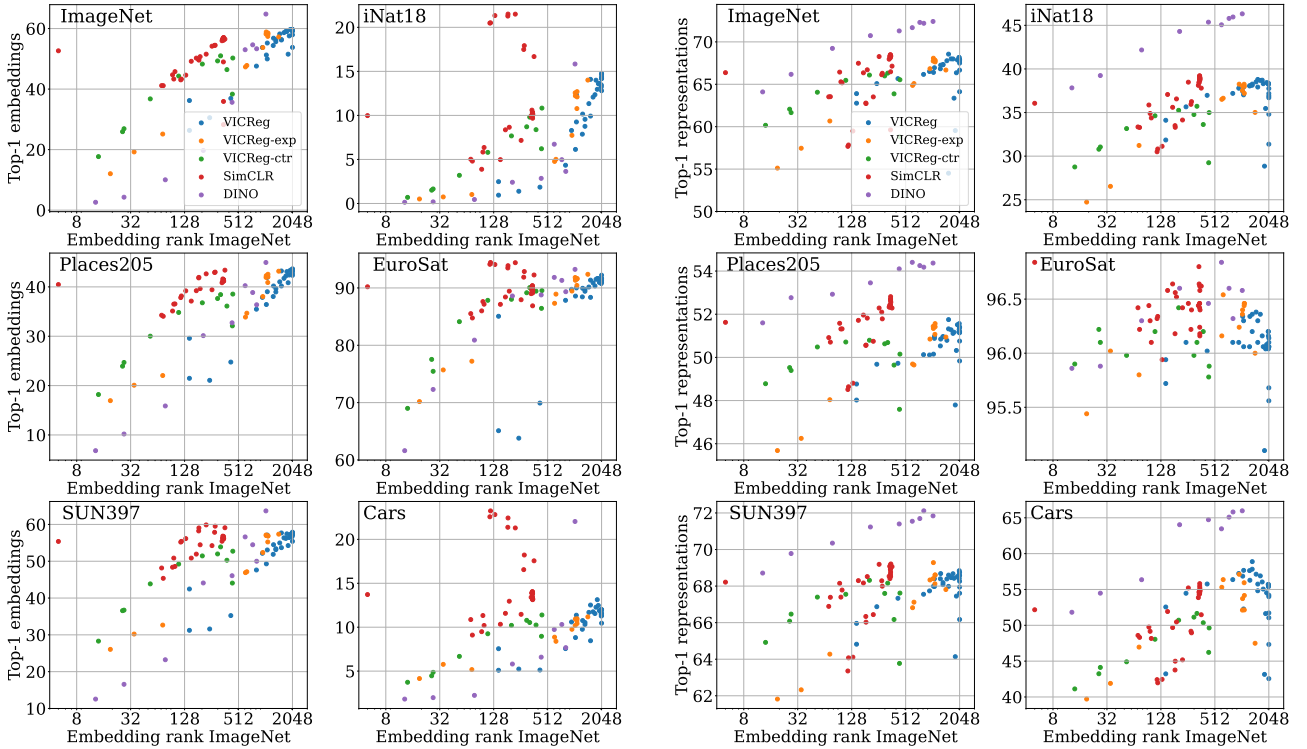 ImageNet
iNat18
ImageNet
iNat18
Top-1 embeddings
60
40
20
0
20
15
10
5
0
Top-1 representations
70
65
60
55
50
45
40
35
30
25
VICReg
VICReg-exp
VICReg-ctr
SimCLR
DINO
VICReg
VICReg-exp
VICReg-ctr
SimCLR
DINO
8 32 128 512 2048
8 32 128 512 2048
8 32 128 512 2048
8 32 128 512 2048
Embedding rank ImageNet
Embedding rank ImageNet
Embedding rank ImageNet
Embedding rank ImageNet
Places205
EuroSat
Places205
EuroSat
Top-1 embeddings
40
30
20
10
90
80
70
60
Top-1 representations
54
52
50
48
46
96.5
96.0
95.5
8 32 128 512 2048
8 32 128 512 2048
8 32 128 512 2048
8 32 128 512 2048
Embedding rank ImageNet
Embedding rank ImageNet
Embedding rank ImageNet
Embedding rank ImageNet
SUN397
Cars
SUN397
Cars
Top-1 embeddings
60
50
40
30
20
10
20
15
10
5
Top-1 representations
72
70
68
66
64
62
65
60
55
50
45
40
8 32 128 512 2048
8 32 128 512 2048
8 32 128 512 2048
8 32 128 512 2048
Embedding rank ImageNet
Embedding rank ImageNet
Embedding rank ImageNet
Embedding rank ImageNet